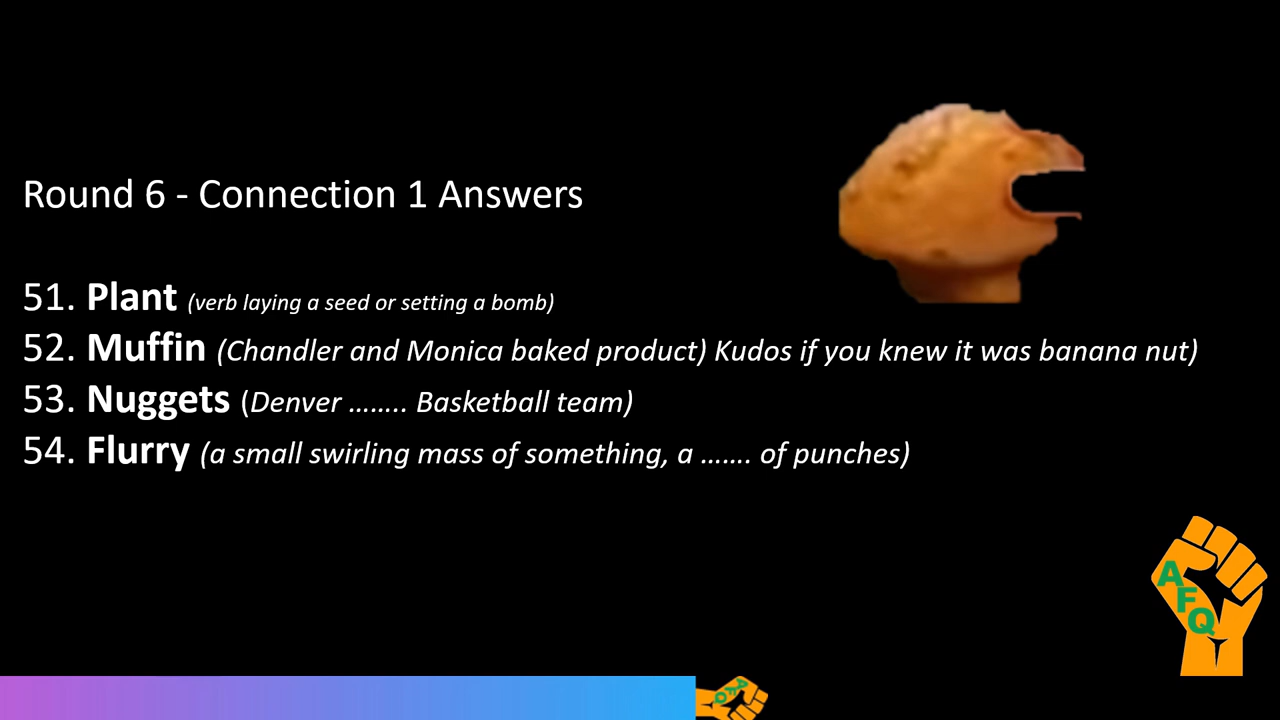 Round 6 - Connection 1 Answers
51. Plant (verb laying a seed or setting a bomb)
52. Muffin (Chandler and Monica baked product) Kudos if you knew it was banana nut)
53. Nuggets (Denver …….. Basketball team)
54. Flurry (a small swirling mass of something, a ……. of punches)
AFQ
AFQ